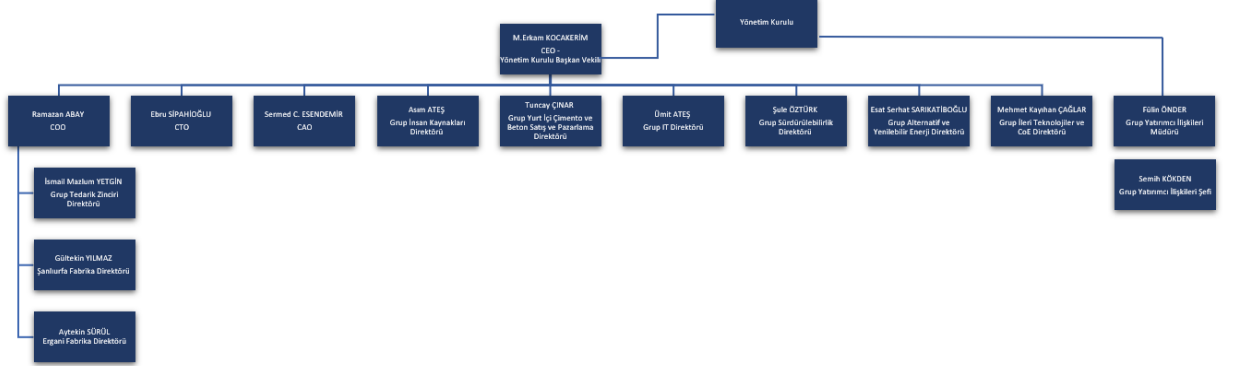 Yönetim Kurulu
M.Erkam KOCAKERİM
CEO -
Yönetim Kurulu Başkan Vekili
Ramazan ABAY
COO
Ebru SİPAHİOĞLU
CTO
Sermed C. ESENDEMİR
CAO
Asım ATEŞ
Grup İnsan Kaynakları
Direktörü
Tuncay ÇINAR
Grup Yurt İçi Çimento ve
Beton Satış ve Pazarlama
Direktörü
Ümit ATEŞ
Grup IT Direktörü
Şule ÖZTÜRK
Grup Sürdürülebilirlik
Direktörü
Esat Serhat SARIKATİBOĞLU
Grup Alternatif ve
Yenilebilir Enerji Direktörü
Mehmet Kayıhan ÇAĞLAR
Grup İleri Teknolojiler ve
CoE Direktörü
Fülin ÖNDER
Grup Yatırımcı İlişkileri
Müdürü
İsmail Mazlum YETGİN
Grup Tedarik Zinciri
Direktörü
Semih KÖKDEN
Grup Yatırımcı İlişkileri Şefi
Gültekin YILMAZ
Şanlıurfa Fabrika Direktörü
Aytekin SÜRÜL
Ergani Fabrika Direktörü